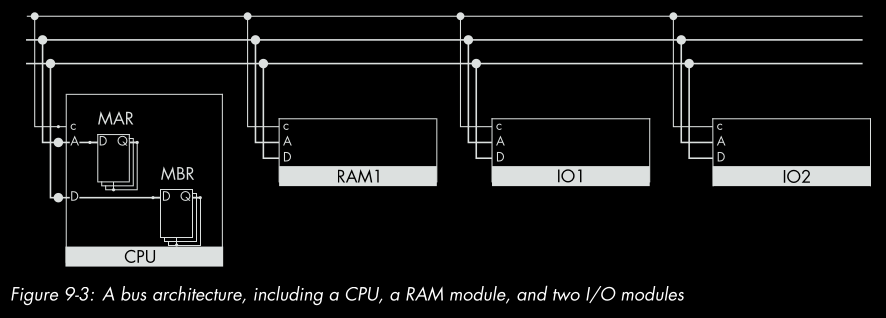 MAR
c
A
D Q
MBR
D
D Q
CPU
c
A
D
RAM1
c
A
D
IO1
c
A
D
IO2
Figure 9-3: A bus architecture, including a CPU, a RAM module, and two I/O modules